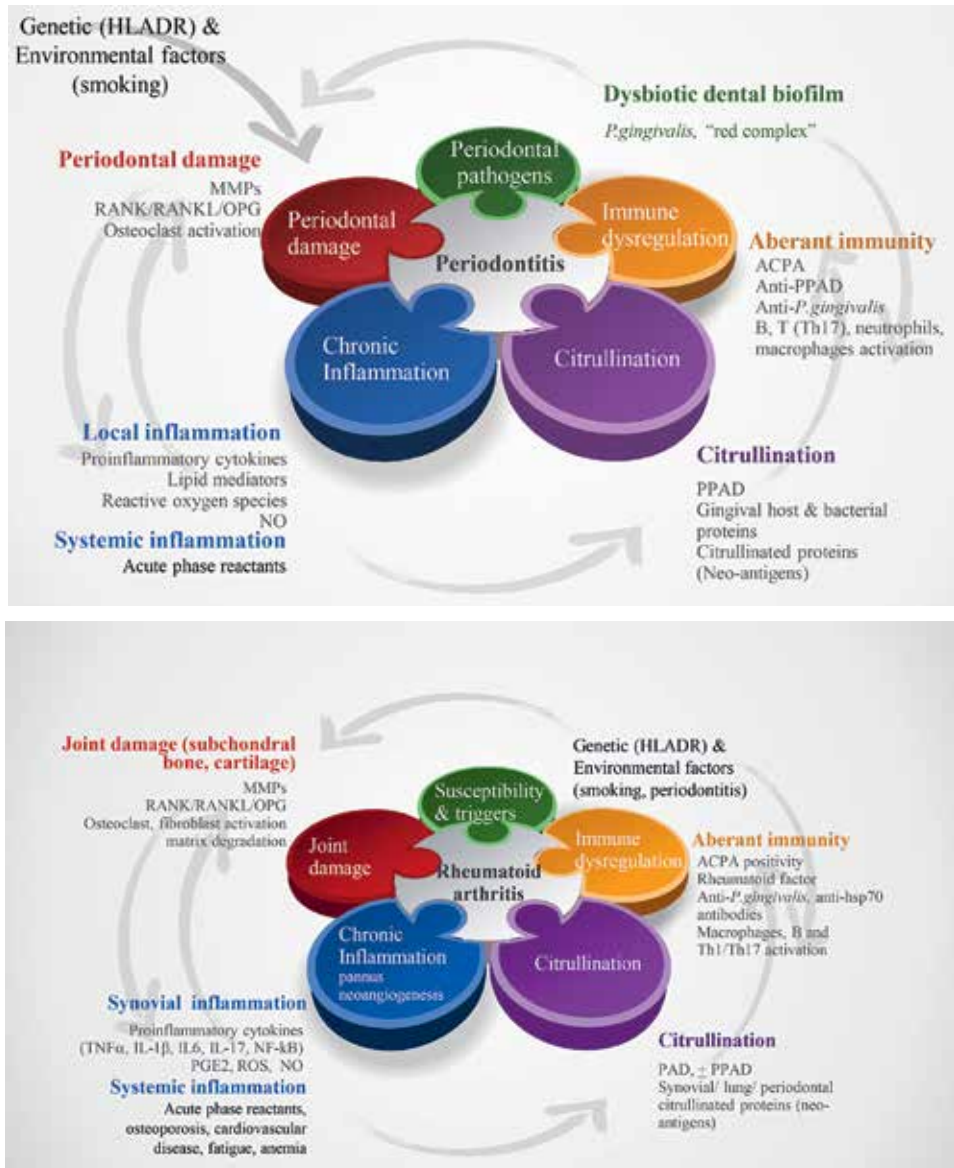 Genetic (HLADR) &
Environmental factors
(smoking)
Dysbiotic dental biofilm
P.gingivalis, “red complex”
Periodontal damage
MMPs
RANK/RANKL/OPG
Osteoclast activation
Periodontal
pathogens
Periodontal
damage
Immune
dysregulation
Periodontitis
Aberant immunity
ACPA
Anti-PPAD
Anti-P.gingivalis
B, T (Th17), neutrophils,
macrophages activation
Chronic
Inflammation
Citrullination
Local inflammation
Proinflammatory cytokines
Lipid mediators
Reactive oxygen species
NO
Systemic inflammation
Acute phase reactants
Citrullination
PPAD
Gingival host & bacterial
proteins
Citrullinated proteins
(Neo-antigens)
Joint damage (subchondral
bone, cartilage)
MMPs
RANK/RANKL/OPG
Osteoclast, fibroblast activation
matrix degradation
Genetic (HLADR) &
Environmental factors
(smoking, periodontitis)
Susceptibility
& triggers
Joint
damage
Immune
dysregulation
Rheumatoid
arthritis
Aberant immunity
ACPA positivity
Rheumatoid factor
Anti-P.gingivalis, anti-hsp70
antibodies
Macrophages, B and
Th1/Th17 activation
Chronic
Inflammation
pannus
neoangiogenesis
Citrullination
Synovial inflammation
Proinflammatory cytokines
(TNFα, IL-1β, IL6, IL-17, NF-kB)
PGE2, ROS, NO
Systemic inflammation
Acute phase reactants,
osteoporosis, cardiovascular
disease, fatigue, anemia
Citrullination
PAD, ± PPAD
Synovial/ lung/ periodontal
citrullinated proteins (neo-
antigens)